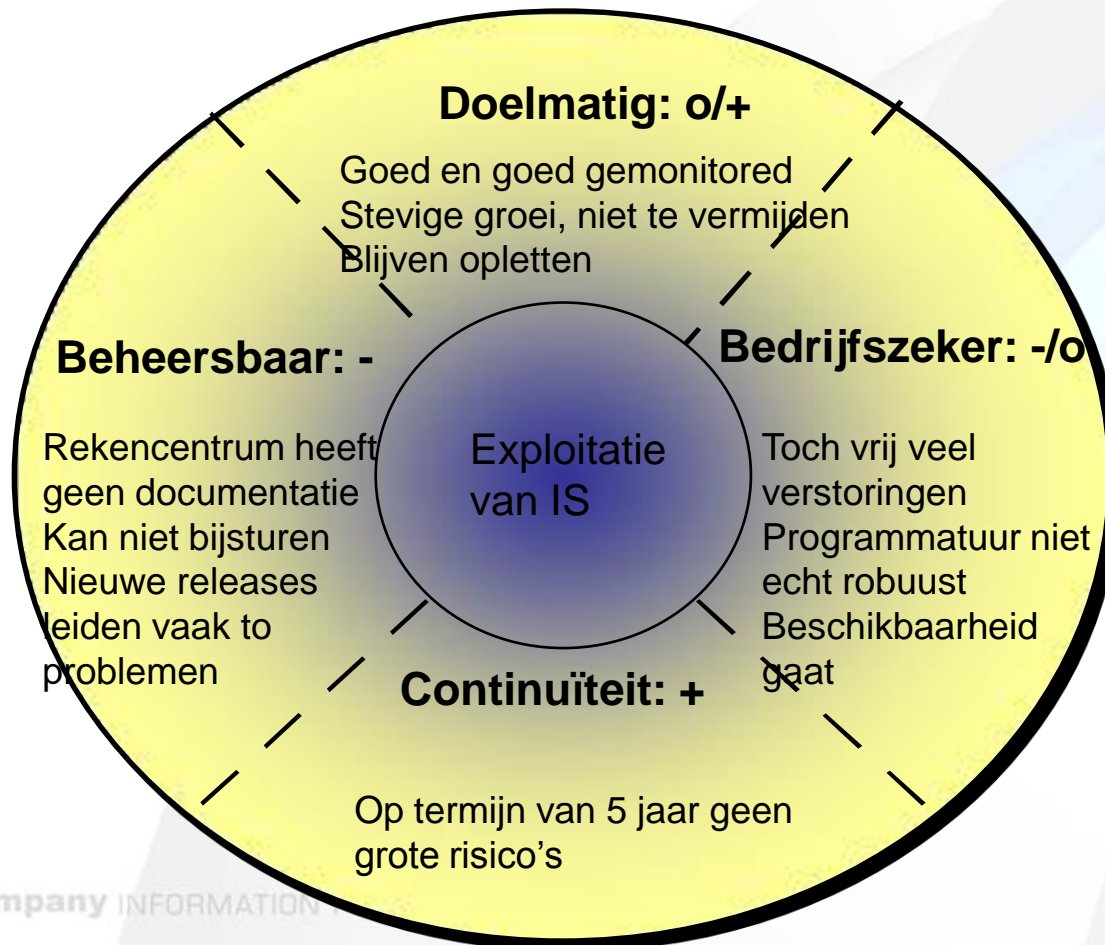 Doelmatig: o/+
Goed en goed gemonitored
Stevige groei, niet te vermijden
Blijven opletten
Beheersbaar: -
Rekencentrum heeft
geen documentatie
Kan niet bijsturen
Nieuwe releases
leiden vaak to
problemen
Exploitatie
van IS
Bedrijfszeker: -/o
Toch vrij veel
verstoringen
Programmatuur niet
echt robuust
Beschikbaarheid
gaat
Continuïteit: +
Op termijn van 5 jaar geen
grote risico’s
mpany INFORMATION